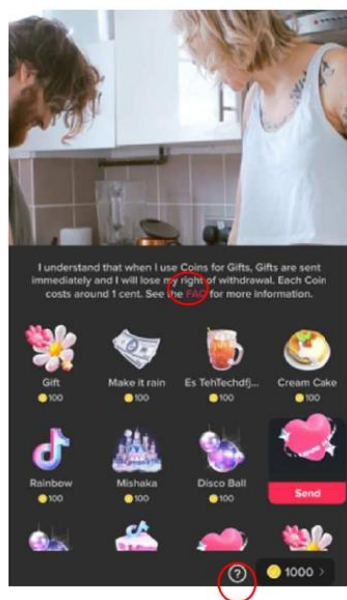 I understand that when I use Coins for Gifts, Gifts are sent
immediately and I will lose my right of withdrawal. Each Coin
costs around 1 cent. See the FAQ for more information.
Gift
Make it rain
Es TehTechdfj...
Cream Cake
100
100
100
100
Rainbow
Mishaka
Disco Ball
Send
100
100
100
?
1000 >